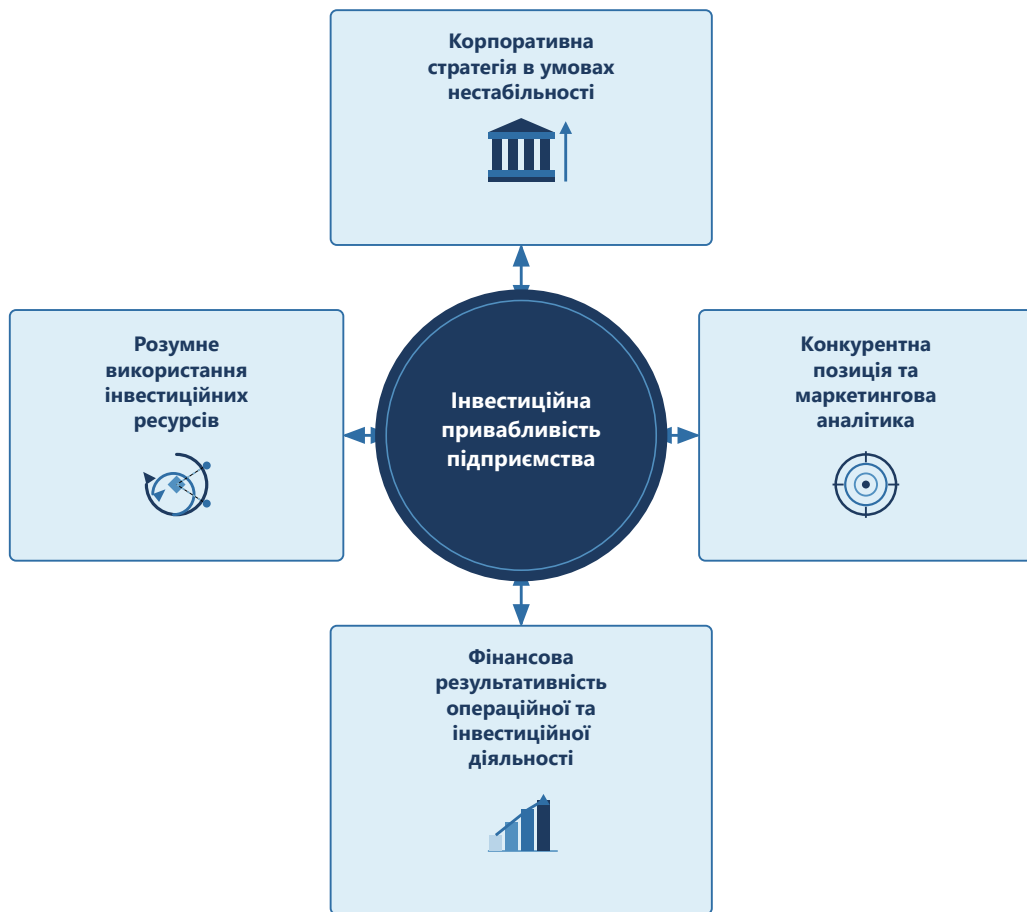 Корпоративна
стратегія в умовах
нестабільності
Розумне
використання
інвестиційних
ресурсів
Інвестиційна
привабливість
підприємства
Конкурентна
позиція та
маркетингова
аналітика
Фінансова
результативність
операційної та
інвестиційної
діяльності